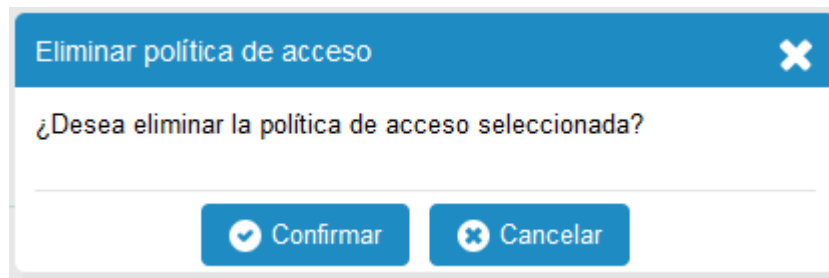 Eliminar política de acceso
¿Desea eliminar la política de acceso seleccionada?
Confirmar
Cancelar